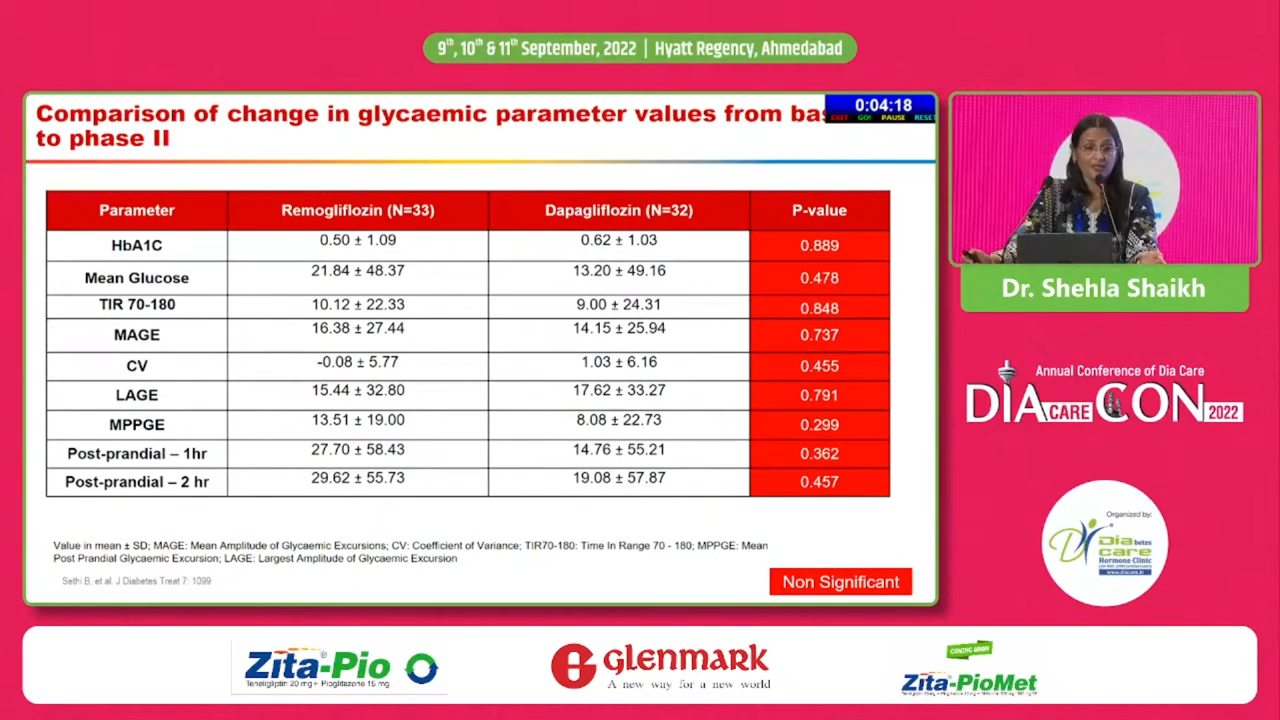 9th, 10th & 11th September, 2022 | Hyatt Regency, Ahmedabad
Comparison of change in glycaemic parameter values from bas
to phase II
0:04:18
EXIT GO! PAUSE RESET
Parameter Remogliflozin (N=33) Dapagliflozin (N=32) P-value
HbA1C 0.50 ± 1.09 0.62 ± 1.03 0.889
Mean Glucose 21.84 ± 48.37 13.20 ± 49.16 0.478
TIR 70-180 10.12 ± 22.33 9.00 ± 24.31 0.848
MAGE 16.38 ± 27.44 14.15 ± 25.94 0.737
CV -0.08 ± 5.77 1.03 ± 6.16 0.455
LAGE 15.44 ± 32.80 17.62 ± 33.27 0.791
MPPGE 13.51 ± 19.00 8.08 ± 22.73 0.299
Post-prandial – 1hr 27.70 ± 58.43 14.76 ± 55.21 0.362
Post-prandial – 2 hr 29.62 ± 55.73 19.08 ± 57.87 0.457
Value in mean ± SD; MAGE: Mean Amplitude of Glycaemic Excursions; CV: Coefficient of Variance; TIR70-180: Time In Range 70 - 180; MPPGE: Mean
Post Prandial Glycaemic Excursion; LAGE: Largest Amplitude of Glycaemic Excursion
Sethi B, et al. J Diabetes Treat 7: 1099
Non Significant
Dr. Shehla Shaikh
Annual Conference of Dia Care
DIA CARE CON 2022
Organized by:
Diabetes
care
Hormone Clinic
www.diacare.in
Zita-Pio®
Teneligliptin 20 mg + Pioglitazone 15 mg
glenmark
A new way for a new world
COMING SOON
Zita-PioMet